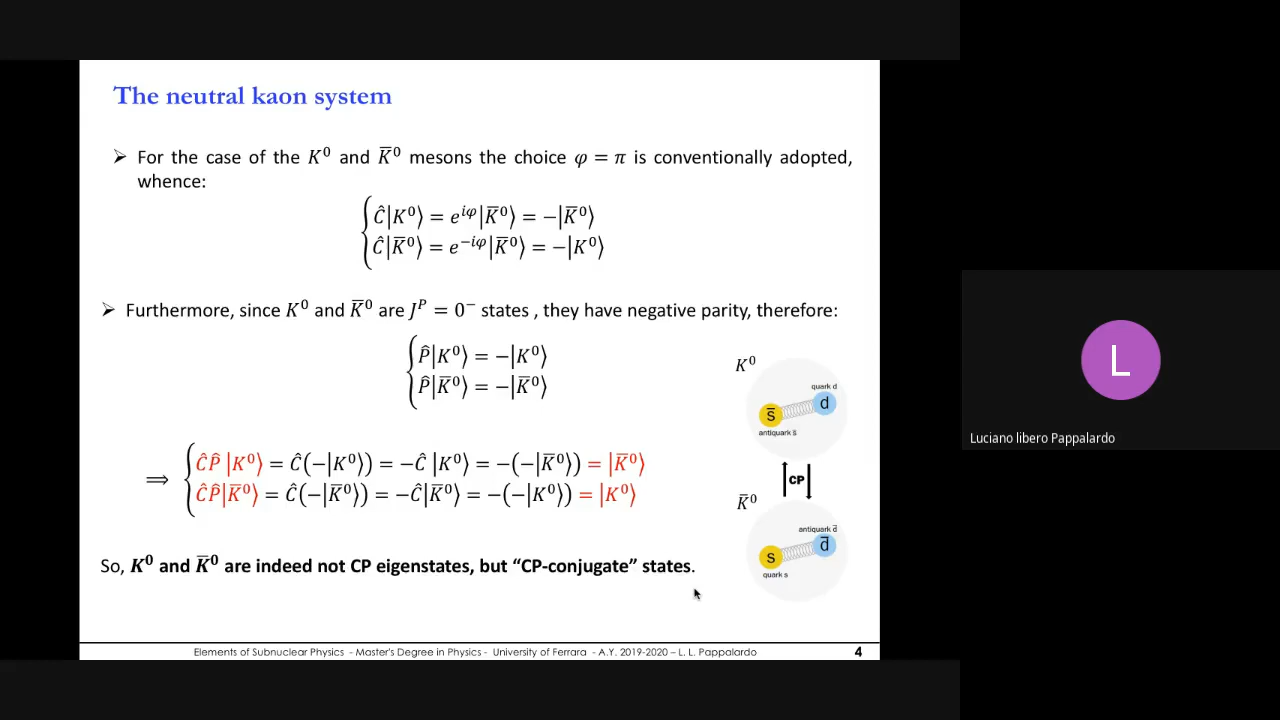 The neutral kaon system
➢ For the case of the K⁰ and K̅⁰ mesons the choice φ = π is conventionally adopted,
whence:
Ĉ|K⁰⟩ = e^{iφ}|K̅⁰⟩ = −|K̅⁰⟩
Ĉ|K̅⁰⟩ = e^{−iφ}|K̅⁰⟩ = −|K⁰⟩
➢ Furthermore, since K⁰ and K̅⁰ are J^P = 0⁻ states , they have negative parity, therefore:
P̂|K⁰⟩ = −|K⁰⟩
P̂|K̅⁰⟩ = −|K̅⁰⟩
⟹ ĈP̂ |K⁰⟩ = Ĉ(−|K⁰⟩) = −Ĉ |K⁰⟩ = −(−|K̅⁰⟩) = |K̅⁰⟩
ĈP̂|K̅⁰⟩ = Ĉ(−|K̅⁰⟩) = −Ĉ|K̅⁰⟩ = −(−|K⁰⟩) = |K⁰⟩
So, K⁰ and K̅⁰ are indeed not CP eigenstates, but “CP-conjugate” states.
K⁰
quark d
s̅ d
antiquark s̅
CP
K̅⁰
antiquark d̅
s d̅
quark s
Elements of Subnuclear Physics - Master's Degree in Physics - University of Ferrara - A.Y. 2019-2020 – L. L. Pappalardo
4
L
Luciano libero Pappalardo